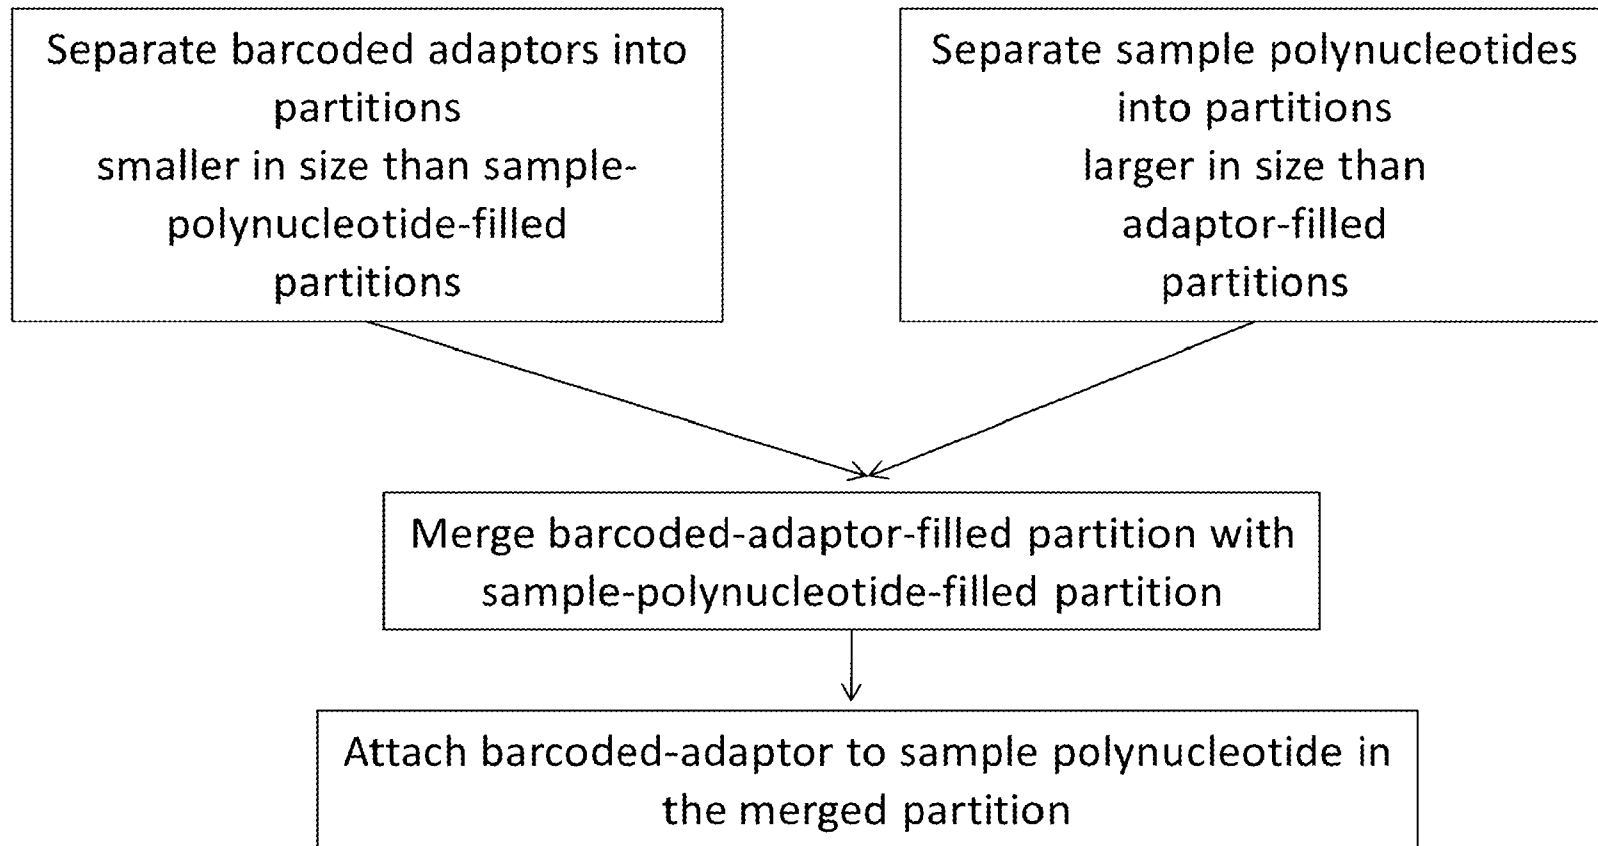 Separate barcoded adaptors into
partitions
smaller in size than sample-
polynucleotide-filled
partitions
Separate sample polynucleotides
into partitions
larger in size than
adaptor-filled
partitions
Merge barcoded-adaptor-filled partition with
sample-polynucleotide-filled partition
Attach barcoded-adaptor to sample polynucleotide in
the merged partition